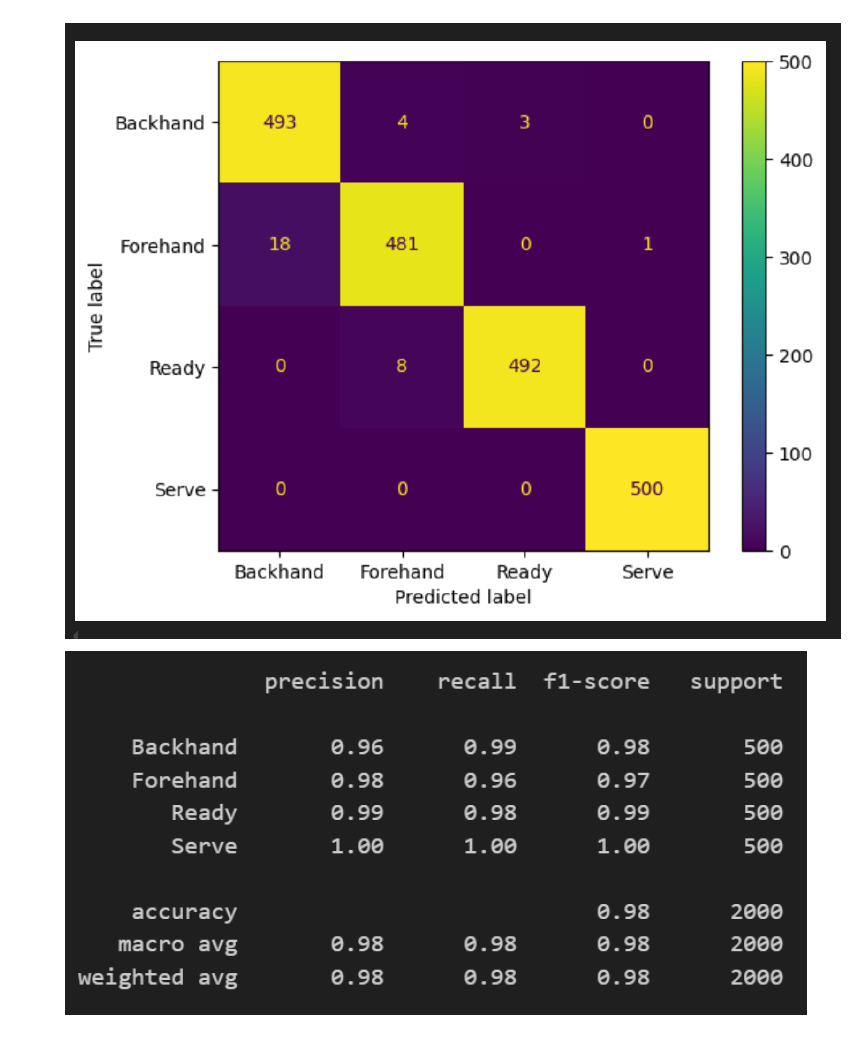 500
Backhand 493 4 3 0
400
Forehand 18 481 0 1
300
True label
200
Ready 0 8 492 0
100
Serve 0 0 0 500
0
Backhand Forehand Ready Serve
Predicted label
precision recall f1-score support
Backhand 0.96 0.99 0.98 500
Forehand 0.98 0.96 0.97 500
Ready 0.99 0.98 0.99 500
Serve 1.00 1.00 1.00 500
accuracy 0.98 2000
macro avg 0.98 0.98 0.98 2000
weighted avg 0.98 0.98 0.98 2000